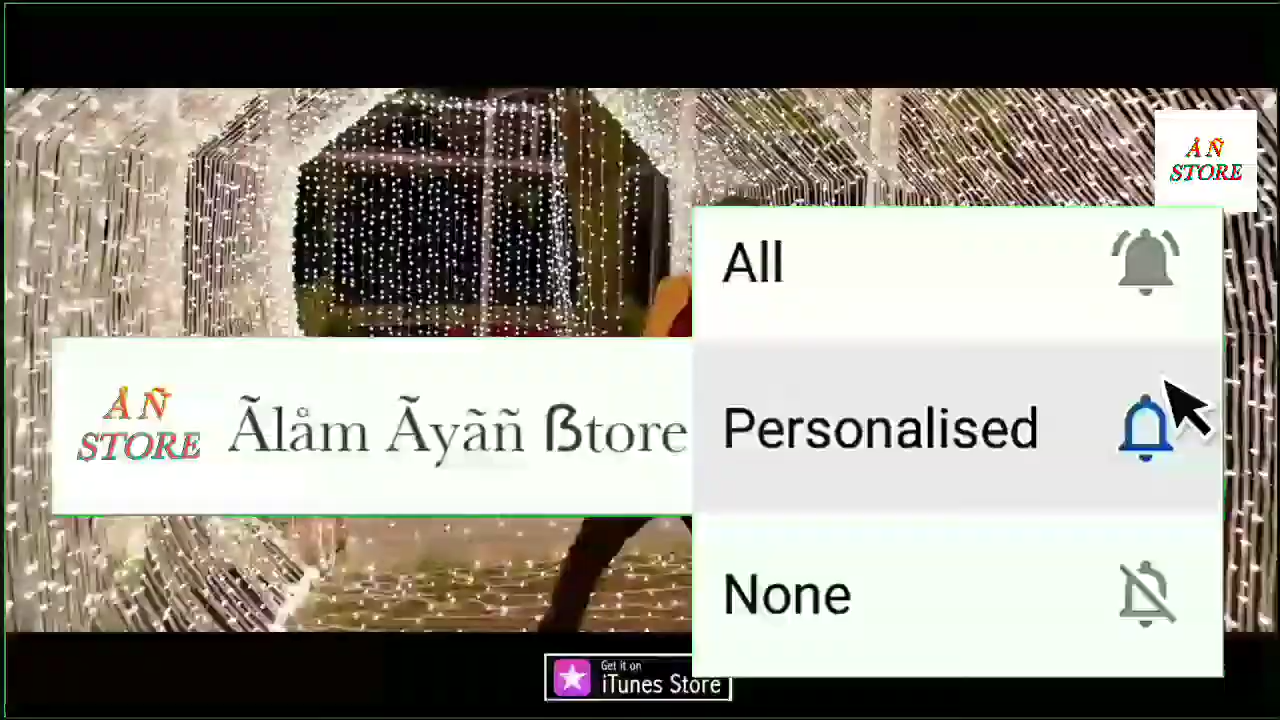 Å Ñ
STORE
All
Å Ñ
STORE
Ãlåm Ãyãñ ßtore
Personalised
None
Get it on
iTunes Store